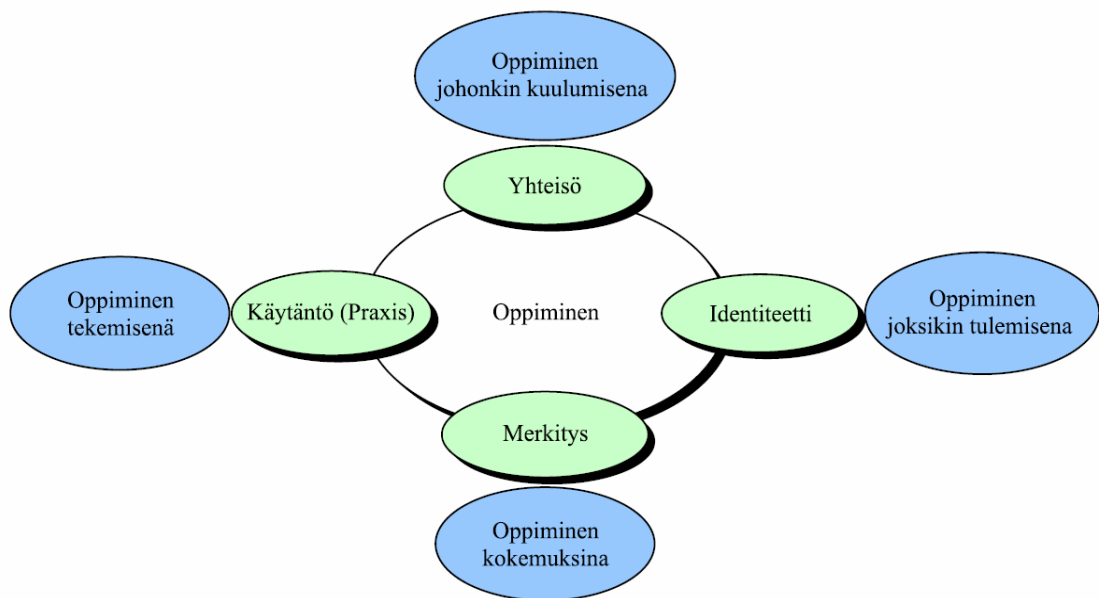 Oppiminen
johonkin kuulumisena
Yhteisö
Oppiminen
tekemisenä
Käytäntö (Praxis)
Oppiminen
Identiteetti
Oppiminen
joksikin tulemisena
Merkitys
Oppiminen
kokemuksina